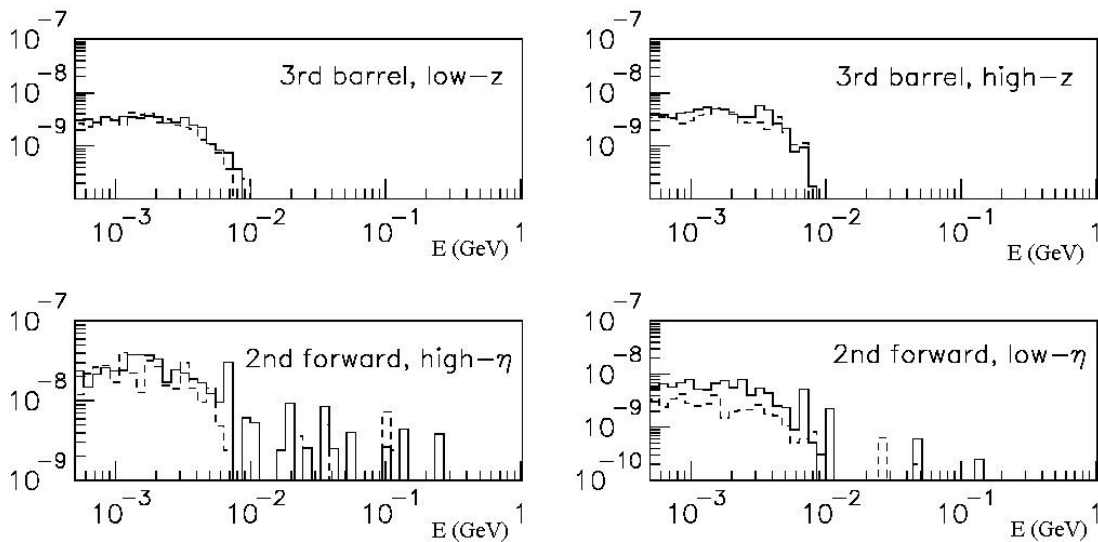 10^-7
10^-8
10^-9
3rd barrel, low-z
10^-3 10^-2 10^-1 1
E (GeV)
10^-7
10^-8
10^-9
3rd barrel, high-z
10^-3 10^-2 10^-1 1
E (GeV)
10^-7
10^-8
10^-9
2nd forward, high-η
10^-3 10^-2 10^-1 1
E (GeV)
10^-7
10^-8
10^-9
10^-10
2nd forward, low-η
10^-3 10^-2 10^-1 1
E (GeV)